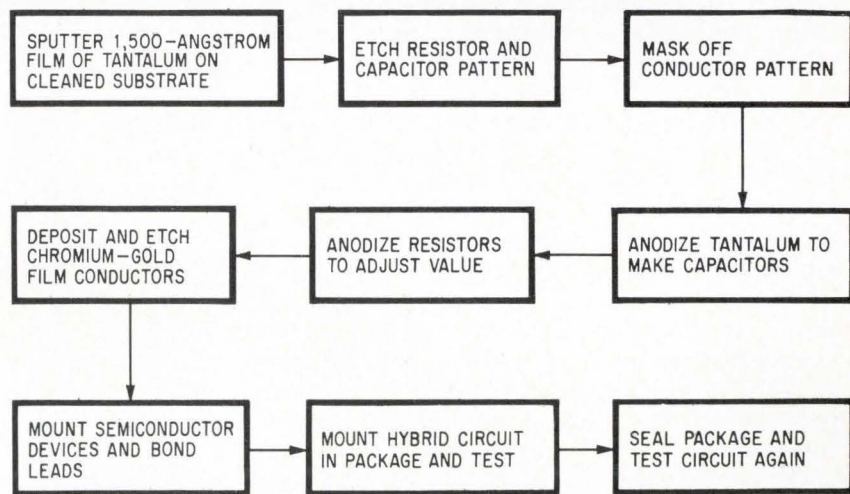 SPUTTER 1,500-ANGSTROM
FILM OF TANTALUM ON
CLEANED SUBSTRATE
ETCH RESISTOR AND
CAPACITOR PATTERN
MASK OFF
CONDUCTOR PATTERN
ANODIZE TANTALUM TO
MAKE CAPACITORS
ANODIZE RESISTORS
TO ADJUST VALUE
DEPOSIT AND ETCH
CHROMIUM-GOLD
FILM CONDUCTORS
MOUNT SEMICONDUCTOR
DEVICES AND BOND
LEADS
MOUNT HYBRID CIRCUIT
IN PACKAGE AND TEST
SEAL PACKAGE AND
TEST CIRCUIT AGAIN